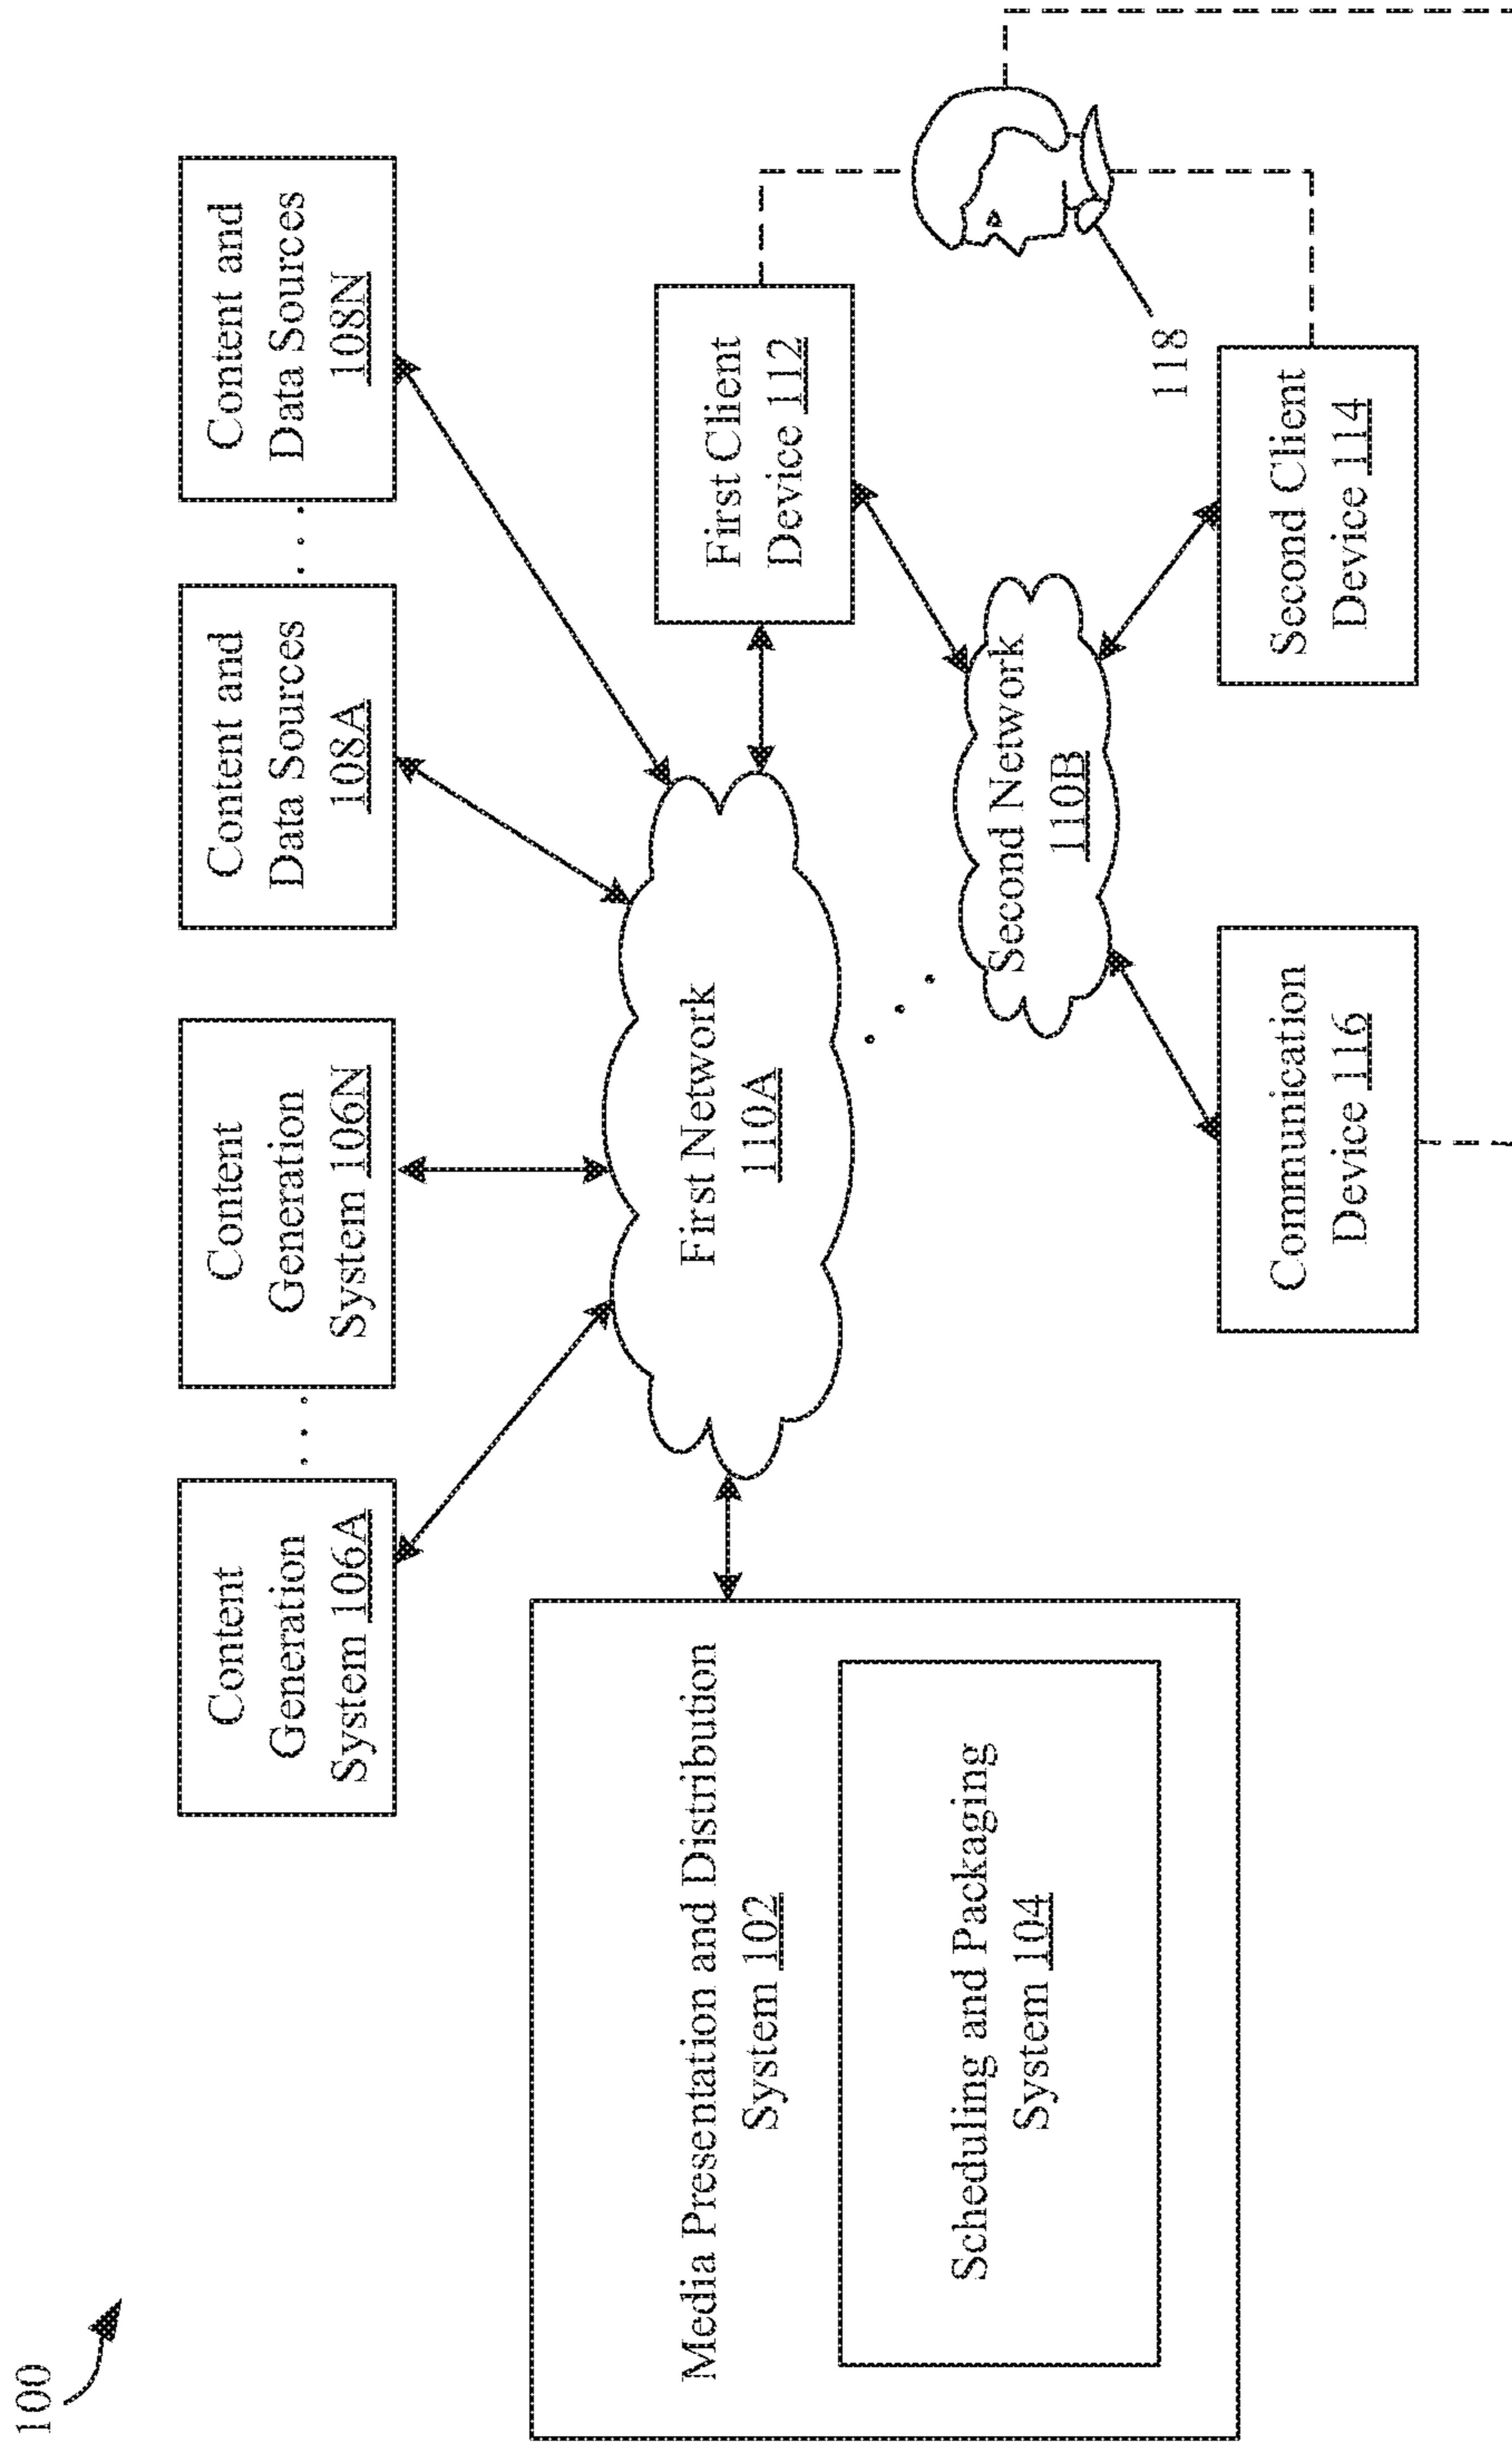 100
Content
Generation
System 106A
. . .
Content
Generation
System 106N
Content and
Data Sources
108A
. . .
Content and
Data Sources
108N
Media Presentation and Distribution
System 102
Scheduling and Packaging
System 104
First Network
110A
First Client
Device 112
. . .
Second Network
110B
118
Communication
Device 116
Second Client
Device 114